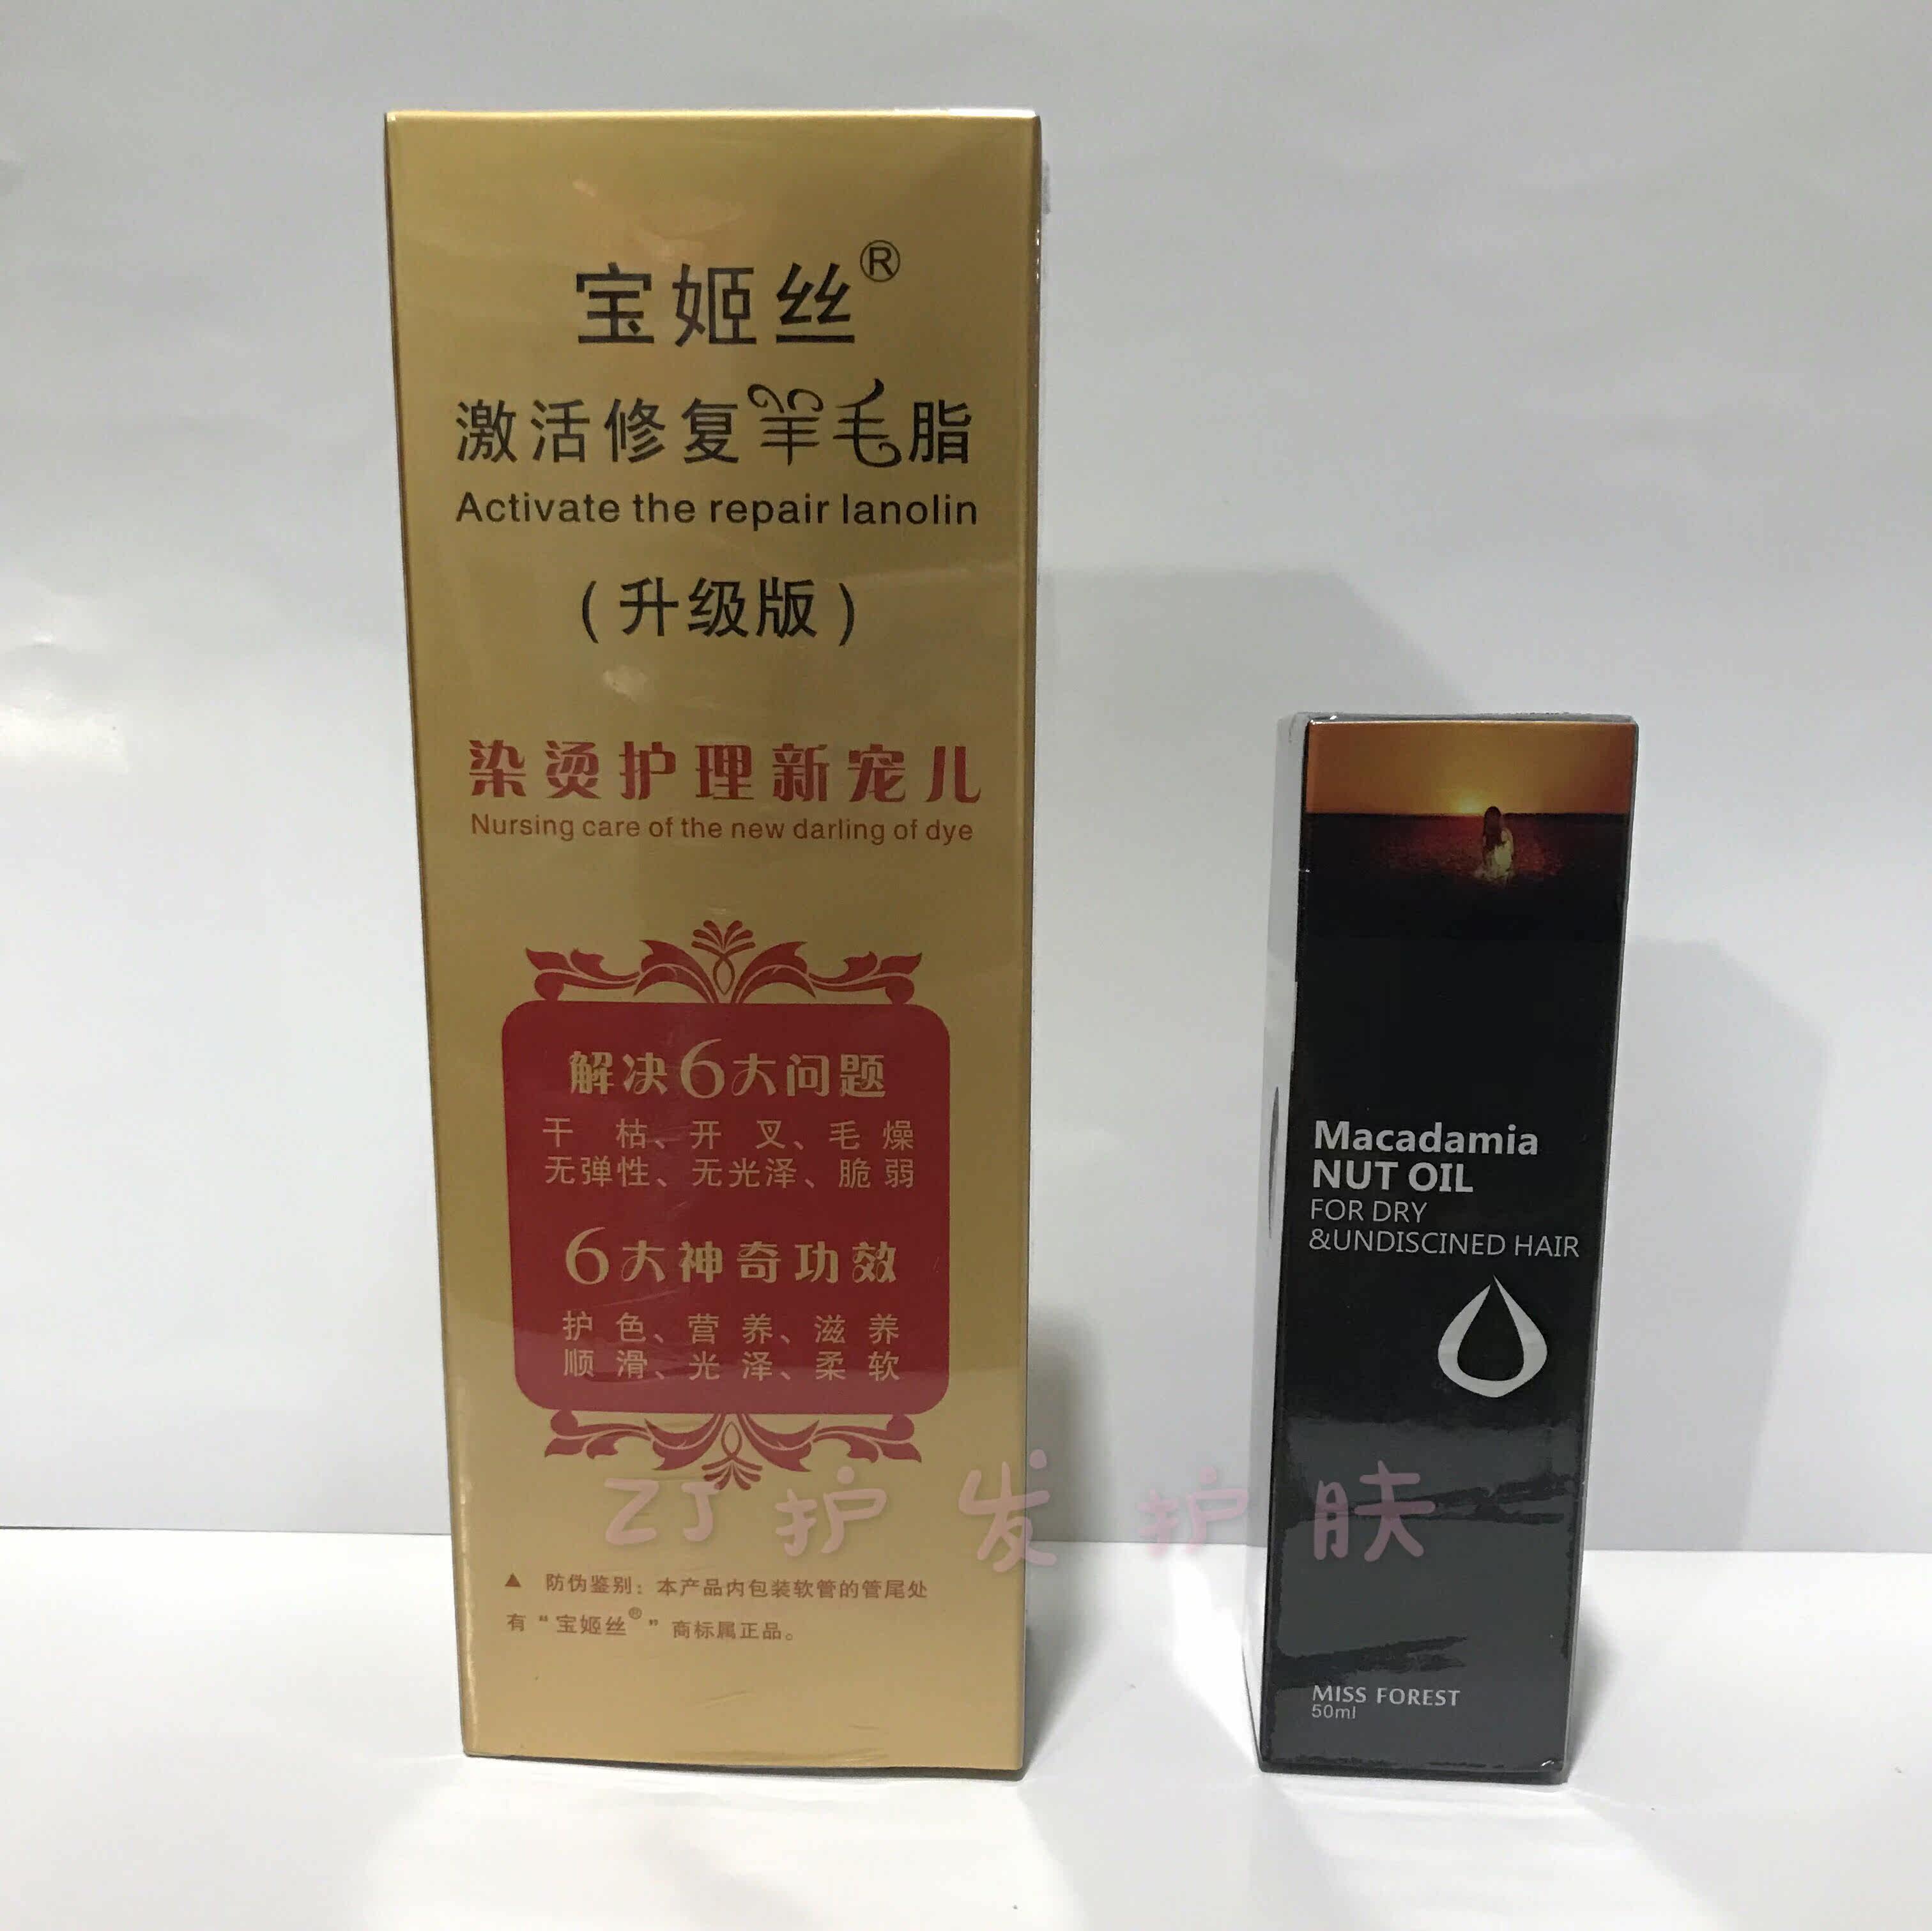 宝姬丝®
激活修复羊毛脂
Activate the repair lanolin
(升级版)
染烫护理新宠儿
Nursing care of the new darling of dye
解决6大问题
干枯、开叉、毛燥
无弹性、无光泽、脆弱
6大神奇功效
护色、营养、滋养
顺滑、光泽、柔软
▲ 防伪鉴别：本产品内包装软管的管尾处
有“宝姬丝®”商标属正品。
Macadamia
NUT OIL
FOR DRY
&UNDISCINED HAIR
MISS FOREST
50ml
ZJ护发护肤